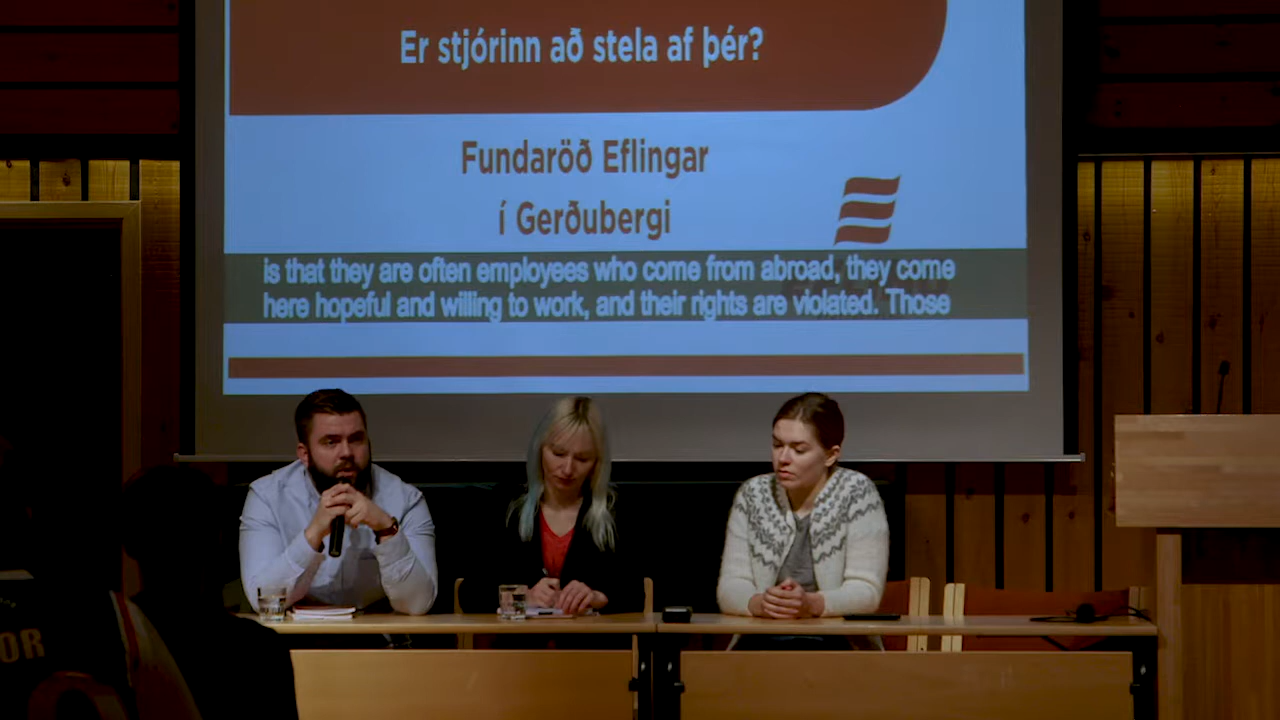 Er stjórinn að stela af þér?
Fundaröð Eflingar
í Gerðubergi
is that they are often employees who come from abroad, they come
here hopeful and willing to work, and their rights are violated. Those
OR